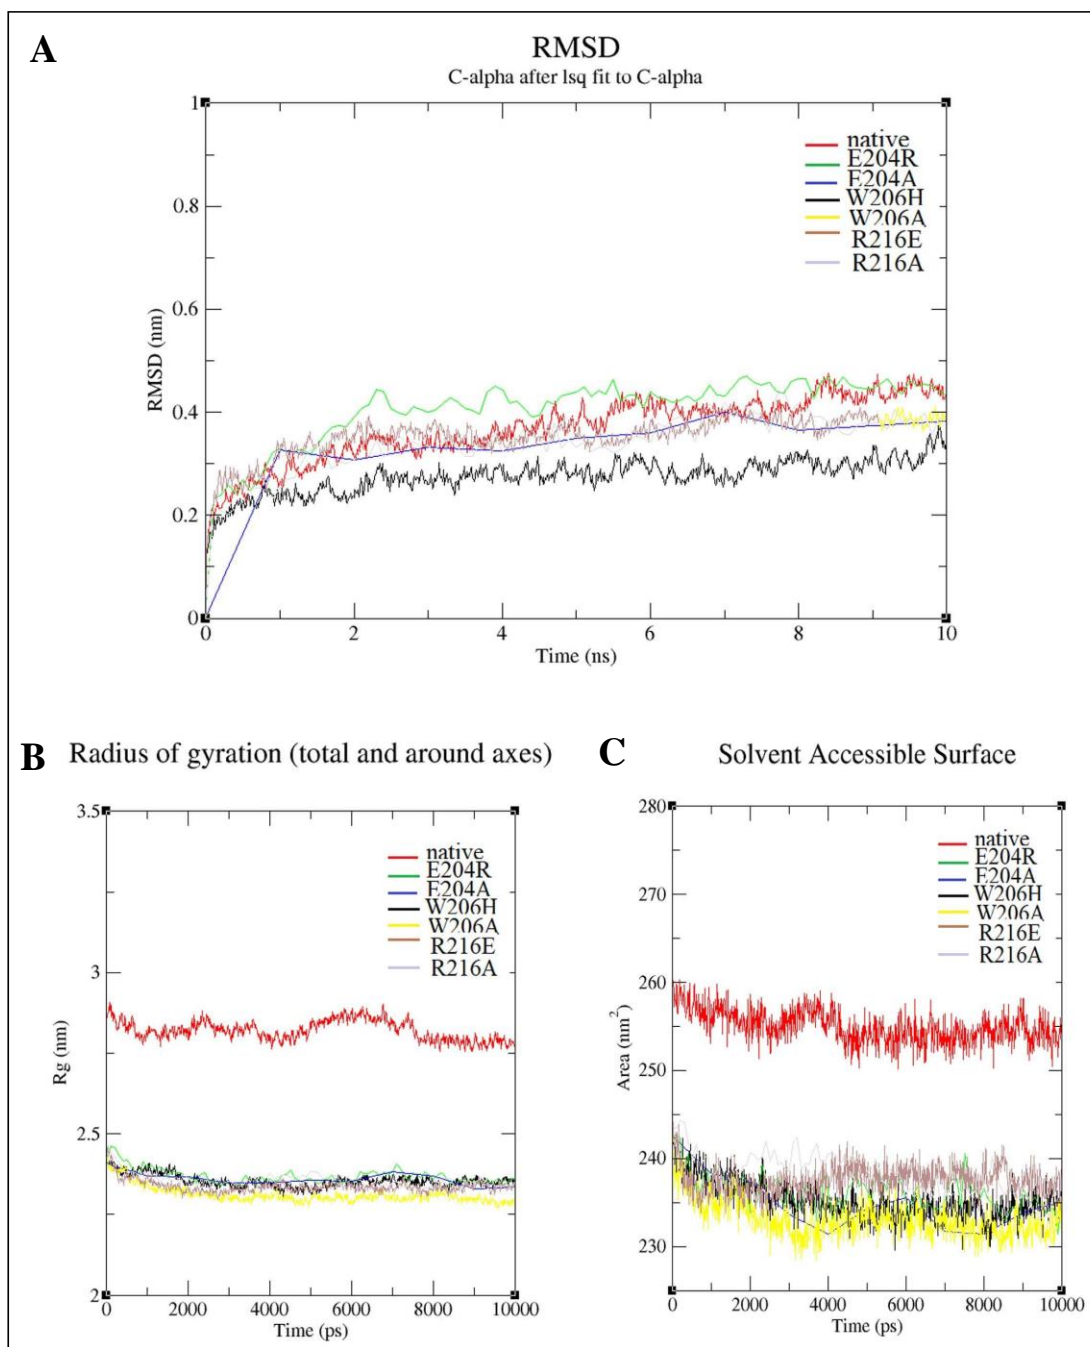 A
RMSD
C-alpha after lsq fit to C-alpha
1
0.8
0.6
0.4
0.2
0
RMSD (nm)
native
E204R
E204A
W206H
W206A
R216E
R216A
0 2 4 6 8 10
Time (ns)
B Radius of gyration (total and around axes)
3.5
3
2.5
2
Rg (nm)
native
E204R
E204A
W206H
W206A
R216E
R216A
0 2000 4000 6000 8000 10000
Time (ps)
C Solvent Accessible Surface
280
270
260
250
240
230
Area (nm²)
native
E204R
E204A
W206H
W206A
R216E
R216A
0 2000 4000 6000 8000 10000
Time (ps)